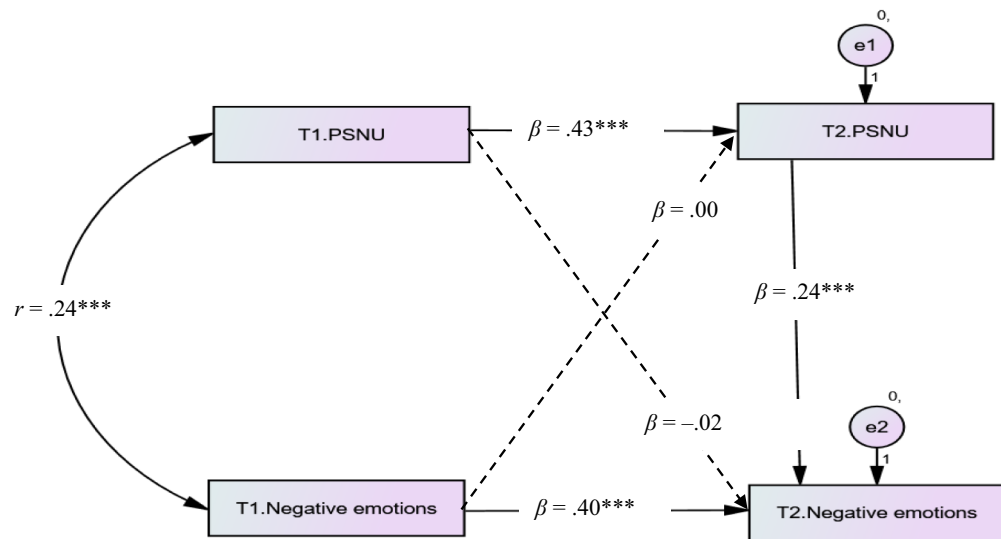 0,
e1
1
T1.PSNU
β = .43***
T2.PSNU
β = .00
r = .24***
β = .24***
0,
β = –.02
e2
1
T1.Negative emotions
β = .40***
T2.Negative emotions